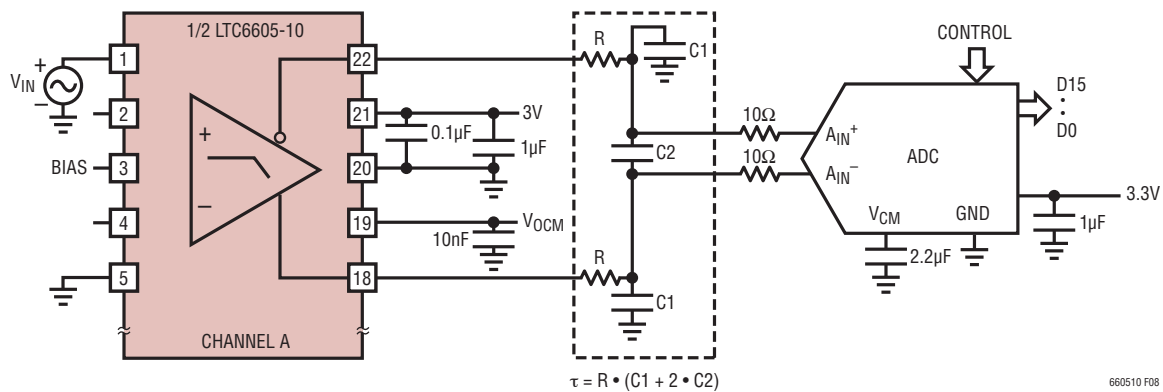 1/2 LTC6605-10
CONTROL
1
22
R
C1
V_IN
+
−
D15
:
D0
2
21
3V
0.1µF
1µF
10Ω
A_IN+
+
BIAS
3
20
C2
10Ω
A_IN−
ADC
−
3.3V
4
19
V_OCM
10nF
V_CM
GND
1µF
5
18
R
2.2µF
C1
CHANNEL A
τ = R • (C1 + 2 • C2)
660510 F08